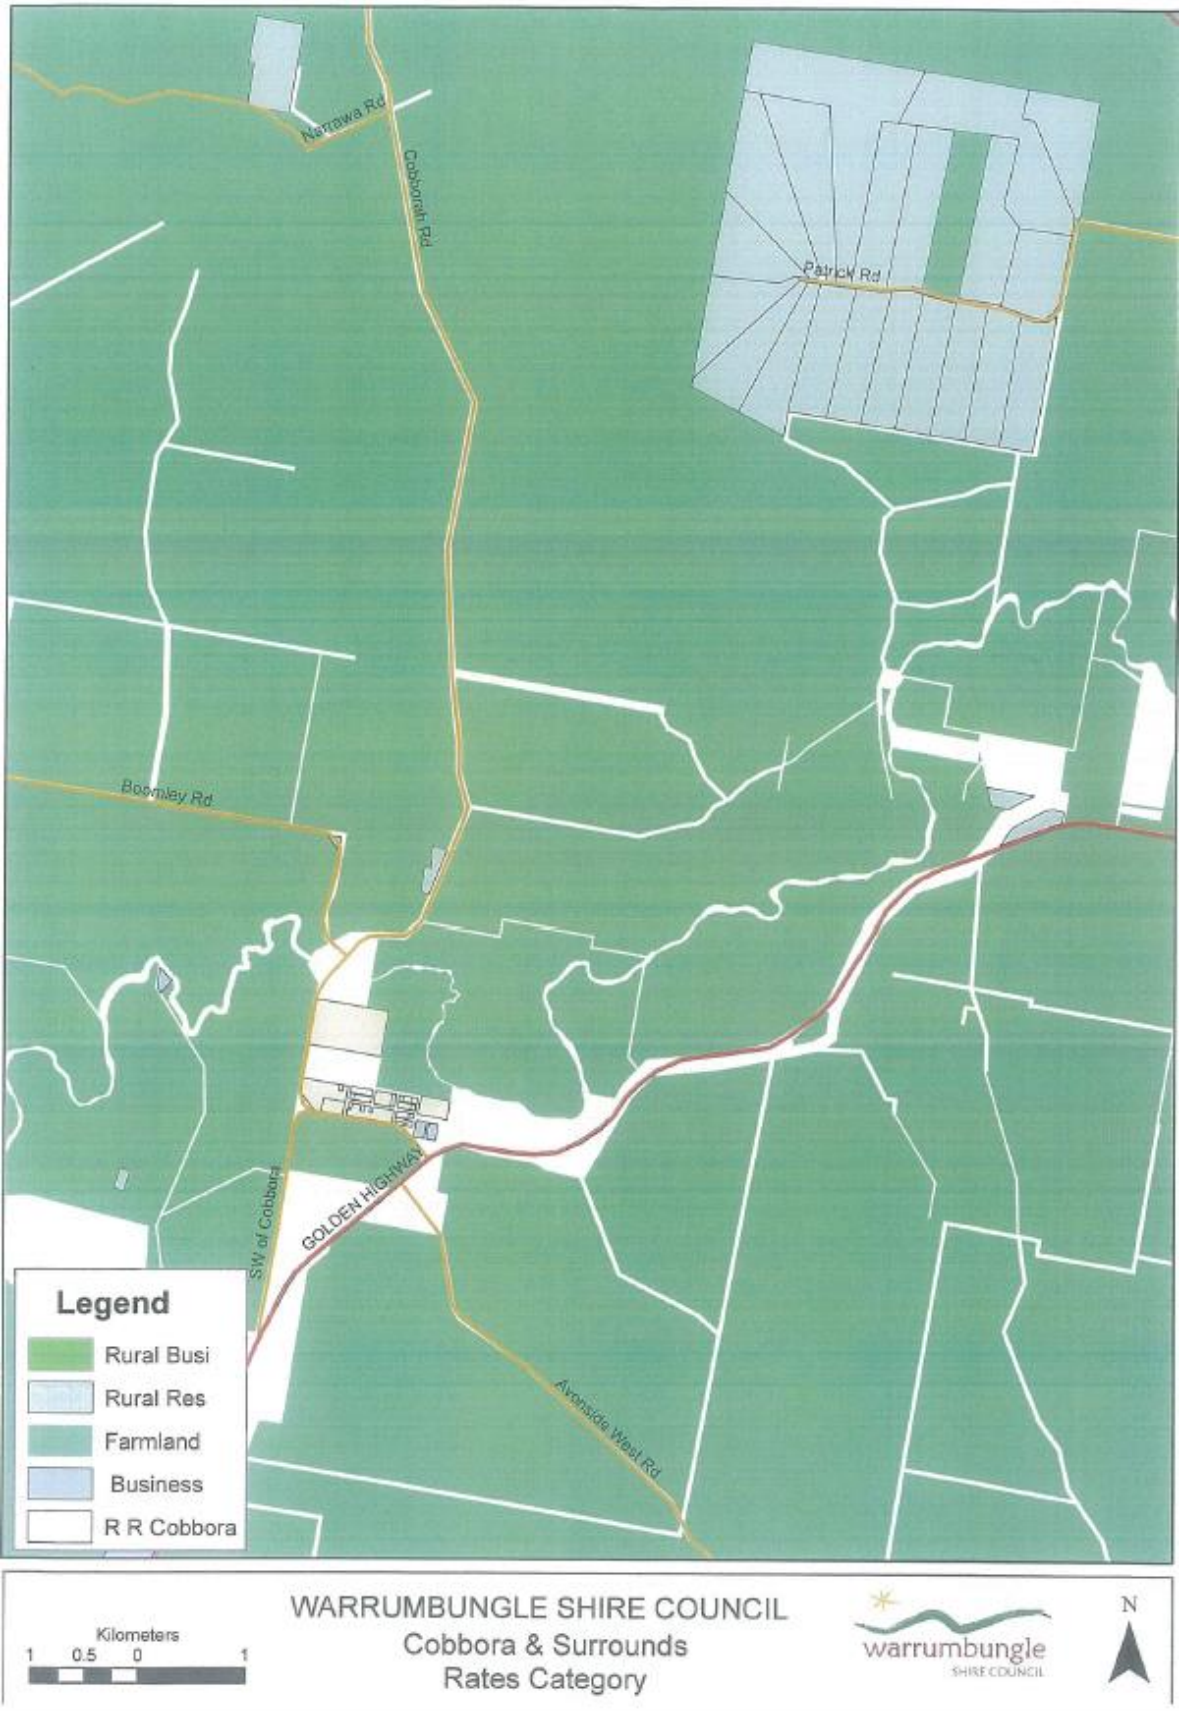 Narrawa Rd
Cobborah Rd
Patrick Rd
Boomley Rd
SW of Cobbora
GOLDEN HIGHWAY
Avonside West Rd
Legend
Rural Busi
Rural Res
Farmland
Business
R R Cobbora
Kilometers
1 0.5 0 1
WARRUMBUNGLE SHIRE COUNCIL
Cobbora & Surrounds
Rates Category
warrumbungle
SHIRE COUNCIL
N